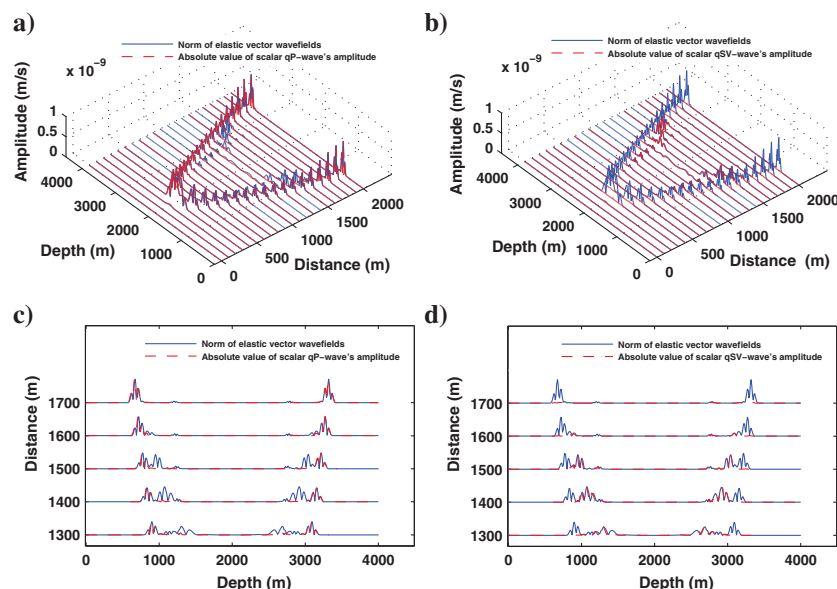 a)
Norm of elastic vector wavefields
Absolute value of scalar qP-wave's amplitude
x 10⁻⁹
Amplitude (m/s)
1
0.5
0
4000
3000
2000
1000
0
Depth (m)
0
500
1000
1500
2000
Distance (m)
b)
Norm of elastic vector wavefields
Absolute value of scalar qSV-wave's amplitude
x 10⁻⁹
Amplitude (m/s)
1
0.5
0
4000
3000
2000
1000
0
Depth (m)
0
500
1000
1500
2000
Distance (m)
c)
Norm of elastic vector wavefields
Absolute value of scalar qP-wave's amplitude
Distance (m)
1700
1600
1500
1400
1300
0 1000 2000 3000 4000
Depth (m)
d)
Norm of elastic vector wavefields
Absolute value of scalar qSV-wave's amplitude
Distance (m)
1700
1600
1500
1400
1300
0 1000 2000 3000 4000
Depth (m)